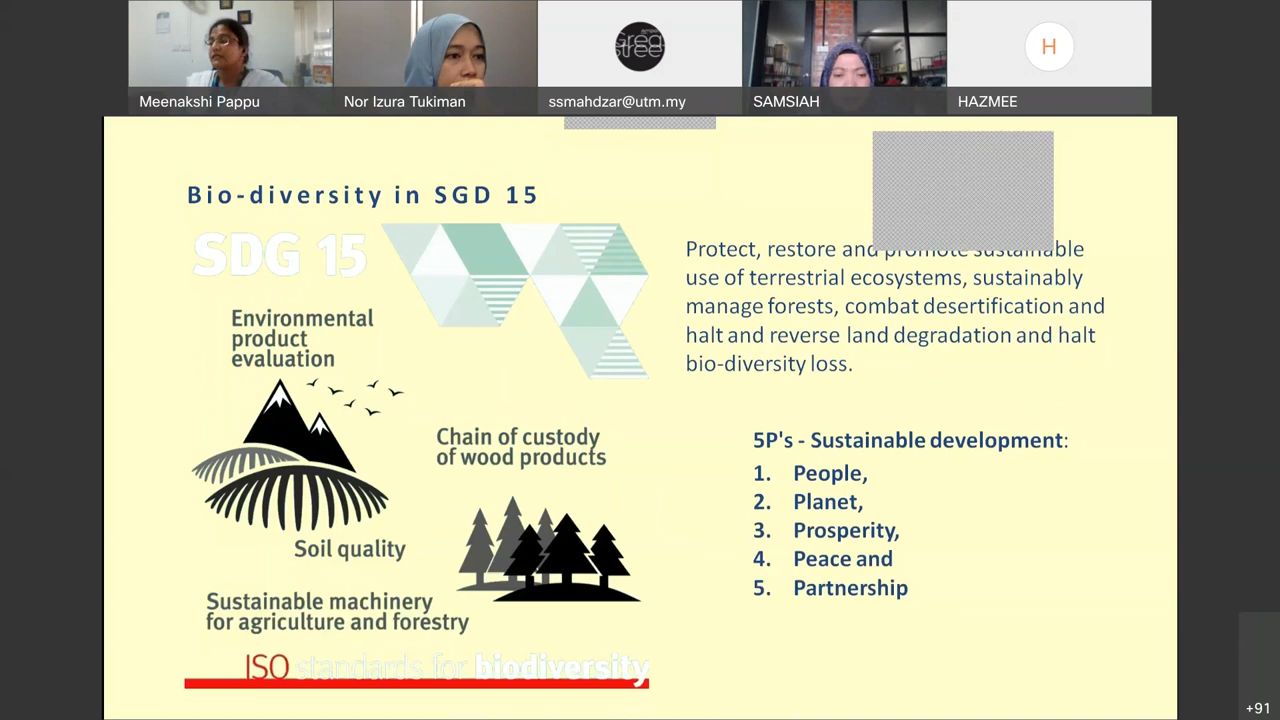 Meenakshi Pappu
Nor Izura Tukiman
Great
street
ssmahdzar@utm.my
SAMSIAH
H
HAZMEE
Bio-diversity in SGD 15
SDG 15
Environmental
product
evaluation
Chain of custody
of wood products
Soil quality
Sustainable machinery
for agriculture and forestry
ISO standards for biodiversity
Protect, restore and promote sustainable
use of terrestrial ecosystems, sustainably
manage forests, combat desertification and
halt and reverse land degradation and halt
bio-diversity loss.
5P's - Sustainable development:
1. People,
2. Planet,
3. Prosperity,
4. Peace and
5. Partnership
+91